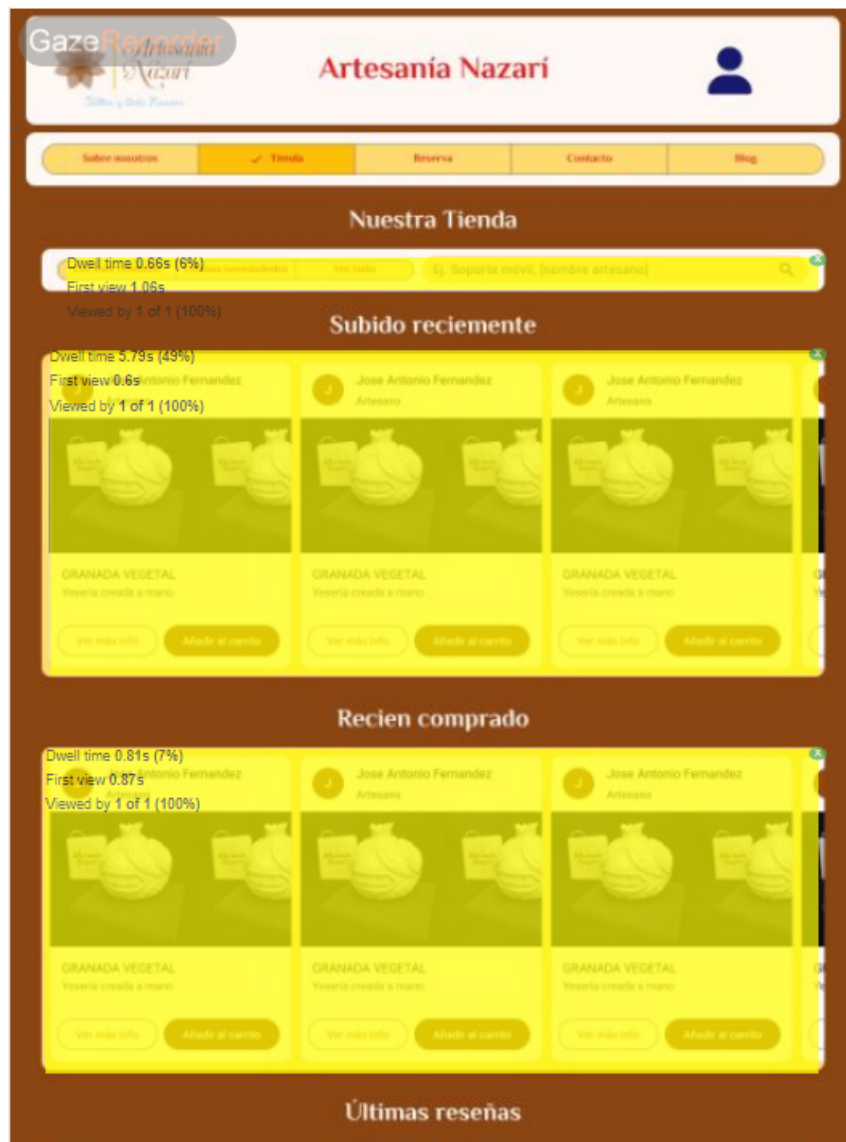 GazeRecorder
Artesanía
Nazarí
Artesanía Nazarí
Sobre nosotros
Tienda
Reserva
Contacto
Blog
Nuestra Tienda
Dwell time 0.66s (6%)
Ver todo
Ej. Soporte móvil, [nombre artesano]
First view 1.06s
Viewed by 1 of 1 (100%)
Subido reciemente
Dwell time 5.79s (49%)
First view 0.6s
Viewed by 1 of 1 (100%)
J
Antonio Fernandez
J
Jose Antonio Fernandez
Artesano
J
Jose Antonio Fernandez
Artesano
GRANADA VEGETAL
Yesería creada a mano
Ver más info
Añadir al carrito
GRANADA VEGETAL
Yesería creada a mano
Ver más info
Añadir al carrito
GRANADA VEGETAL
Yesería creada a mano
Ver más info
Añadir al carrito
Recien comprado
Dwell time 0.81s (7%)
First view 0.87s
Viewed by 1 of 1 (100%)
J
Antonio Fernandez
J
Jose Antonio Fernandez
Artesano
J
Jose Antonio Fernandez
Artesano
GRANADA VEGETAL
Yesería creada a mano
Ver más info
Añadir al carrito
GRANADA VEGETAL
Yesería creada a mano
Ver más info
Añadir al carrito
GRANADA VEGETAL
Yesería creada a mano
Ver más info
Añadir al carrito
Últimas reseñas